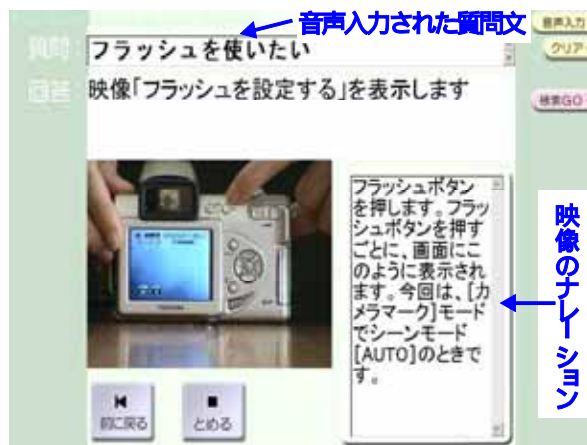 音声入力された質問文
音声入力
質問：
フラッシュを使いたい
クリア
回答：
映像「フラッシュを設定する」を表示します
検索GO
フラッシュボタン
を押します。フラッ
シュボタンを押す
ごとに、画面にこ
のように表示され
ます。今回は、[カ
メラマーク]モード
でシーンモード
[AUTO]のときで
す。
映像のナレーション
前に戻る
とめる